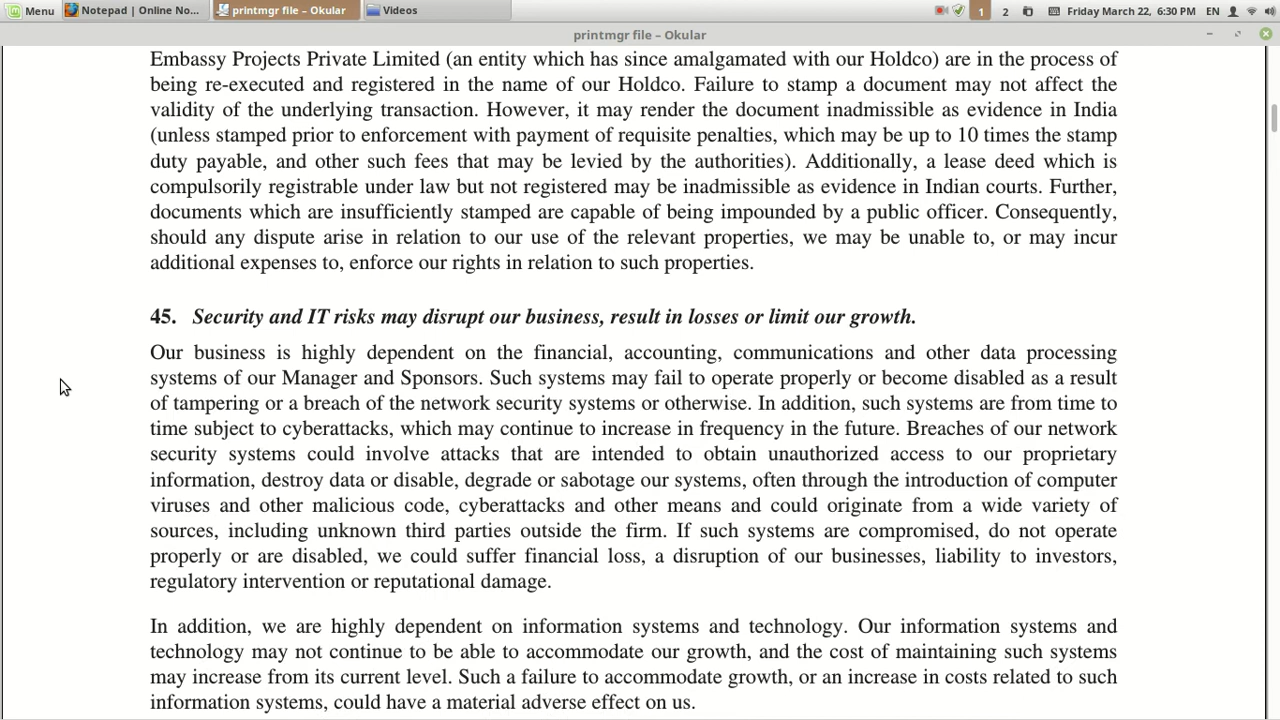 Menu
Notepad | Online No...
printmgr file – Okular
Videos
1
2
Friday March 22, 6:30 PM
EN
printmgr file – Okular
Embassy Projects Private Limited (an entity which has since amalgamated with our Holdco) are in the process of
being re-executed and registered in the name of our Holdco. Failure to stamp a document may not affect the
validity of the underlying transaction. However, it may render the document inadmissible as evidence in India
(unless stamped prior to enforcement with payment of requisite penalties, which may be up to 10 times the stamp
duty payable, and other such fees that may be levied by the authorities). Additionally, a lease deed which is
compulsorily registrable under law but not registered may be inadmissible as evidence in Indian courts. Further,
documents which are insufficiently stamped are capable of being impounded by a public officer. Consequently,
should any dispute arise in relation to our use of the relevant properties, we may be unable to, or may incur
additional expenses to, enforce our rights in relation to such properties.
45. Security and IT risks may disrupt our business, result in losses or limit our growth.
Our business is highly dependent on the financial, accounting, communications and other data processing
systems of our Manager and Sponsors. Such systems may fail to operate properly or become disabled as a result
of tampering or a breach of the network security systems or otherwise. In addition, such systems are from time to
time subject to cyberattacks, which may continue to increase in frequency in the future. Breaches of our network
security systems could involve attacks that are intended to obtain unauthorized access to our proprietary
information, destroy data or disable, degrade or sabotage our systems, often through the introduction of computer
viruses and other malicious code, cyberattacks and other means and could originate from a wide variety of
sources, including unknown third parties outside the firm. If such systems are compromised, do not operate
properly or are disabled, we could suffer financial loss, a disruption of our businesses, liability to investors,
regulatory intervention or reputational damage.
In addition, we are highly dependent on information systems and technology. Our information systems and
technology may not continue to be able to accommodate our growth, and the cost of maintaining such systems
may increase from its current level. Such a failure to accommodate growth, or an increase in costs related to such
information systems, could have a material adverse effect on us.